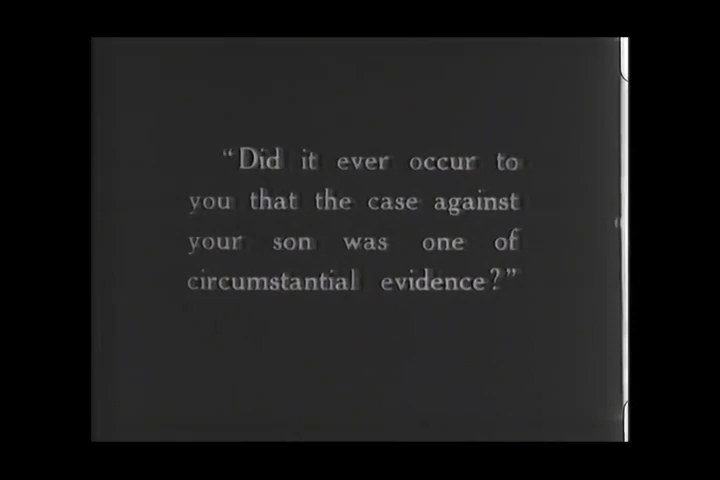 “Did it ever occur to
you that the case against
your son was one of
circumstantial evidence?”